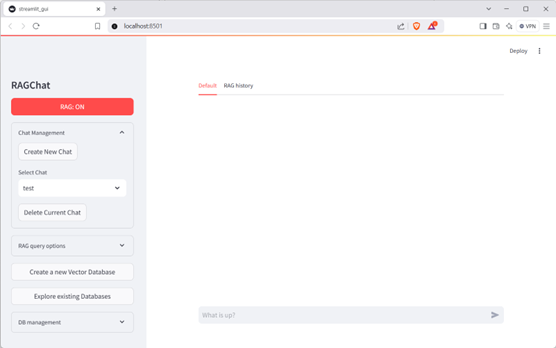 streamlit_gui
localhost:8501
VPN
Deploy
RAGChat
RAG: ON
Chat Management
Create New Chat
Select Chat
test
Delete Current Chat
RAG query options
Create a new Vector Database
Explore existing Databases
DB management
Default
RAG history
What is up?